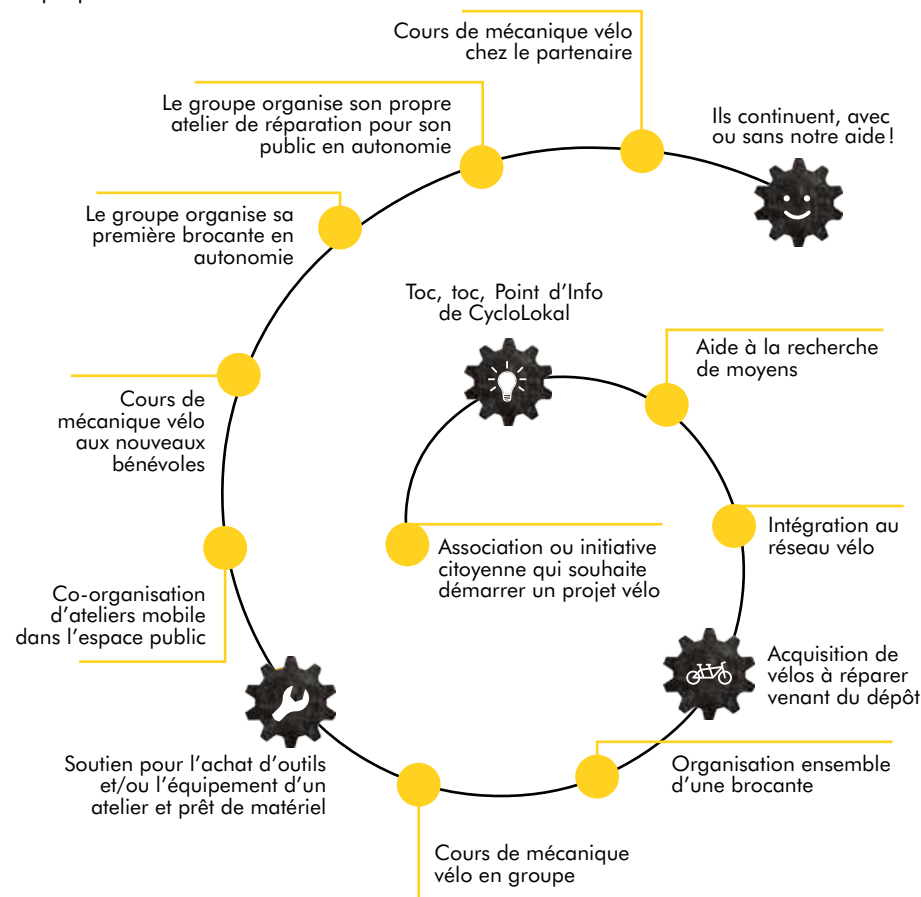 Cours de mécanique vélo
chez le partenaire
Le groupe organise son propre
atelier de réparation pour son
public en autonomie
Ils continuent, avec
ou sans notre aide !
Le groupe organise sa
première brocante en
autonomie
Toc, toc, Point d'Info
de CycloLokal
Aide à la recherche
de moyens
Cours de
mécanique vélo
aux nouveaux
bénévoles
Intégration au
réseau vélo
Association ou initiative
citoyenne qui souhaite
démarrer un projet vélo
Co-organisation
d'ateliers mobile
dans l'espace public
Acquisition de
vélos à réparer
venant du dépôt
Soutien pour l'achat d'outils
et/ou l'équipement d'un
atelier et prêt de matériel
Organisation ensemble
d'une brocante
Cours de mécanique
vélo en groupe